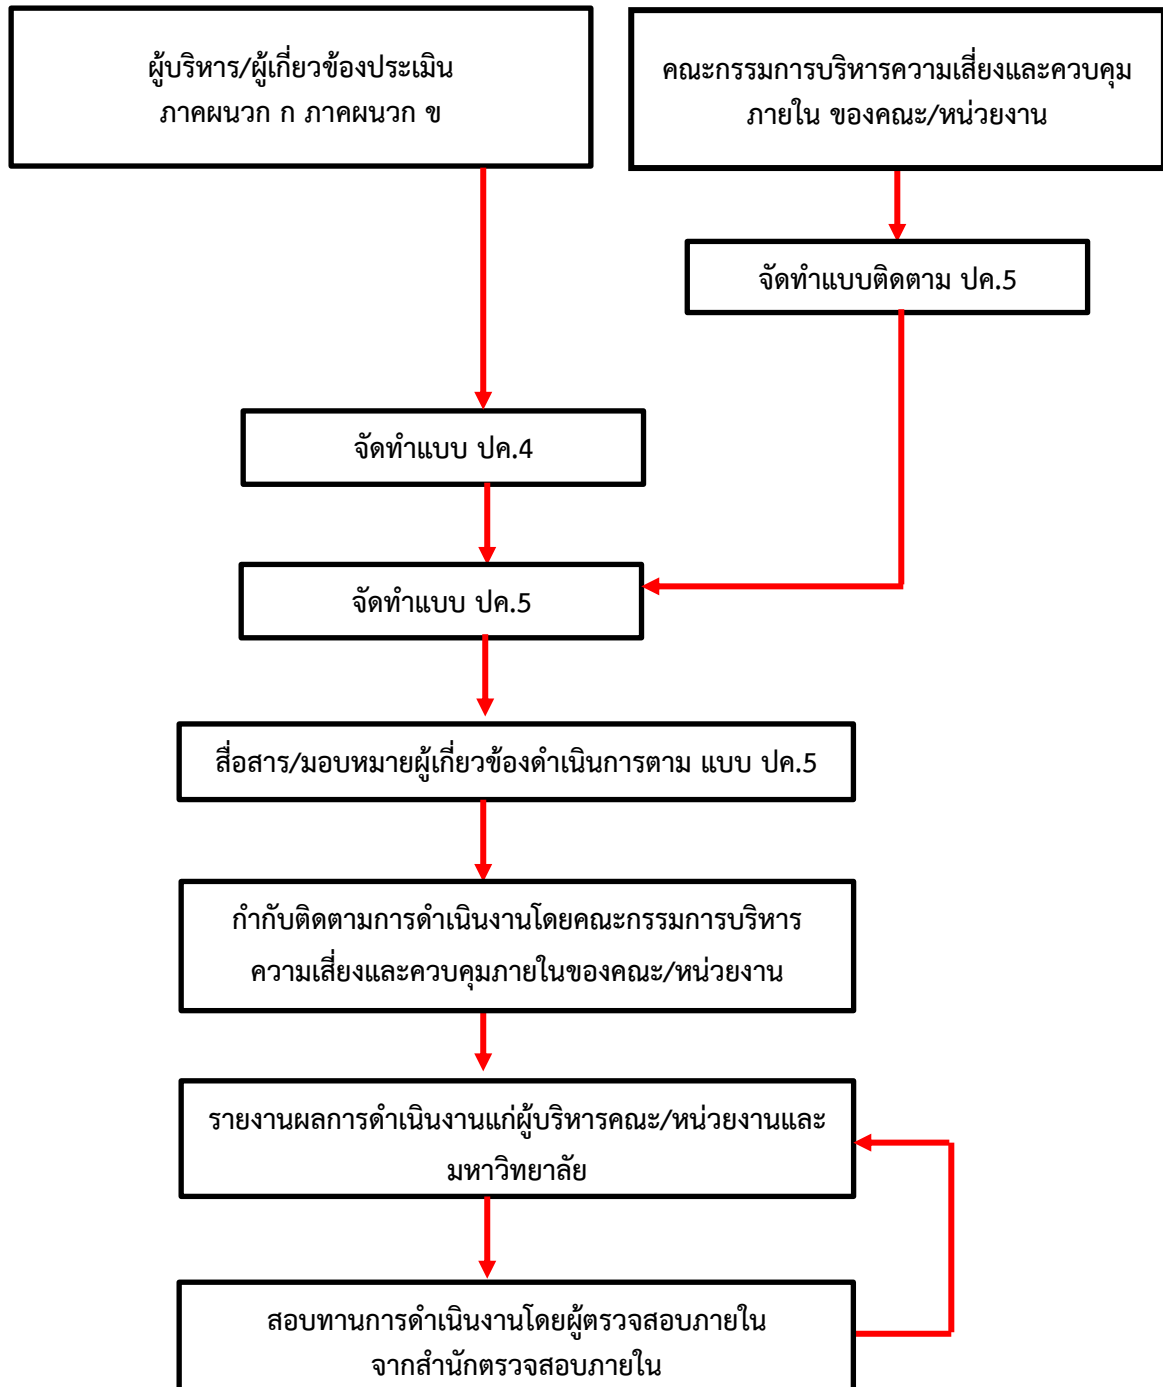 ผู้บริหาร/ผู้เกี่ยวข้องประเมิน
ภาคผนวก ก ภาคผนวก ข
คณะกรรมการบริหารความเสี่ยงและควบคุม
ภายใน ของคณะ/หน่วยงาน
จัดทำแบบติดตาม ปค.5
จัดทำแบบ ปค.4
จัดทำแบบ ปค.5
สื่อสาร/มอบหมายผู้เกี่ยวข้องดำเนินการตาม แบบ ปค.5
กำกับติดตามการดำเนินงานโดยคณะกรรมการบริหาร
ความเสี่ยงและควบคุมภายในของคณะ/หน่วยงาน
รายงานผลการดำเนินงานแก่ผู้บริหารคณะ/หน่วยงานและ
มหาวิทยาลัย
สอบทานการดำเนินงานโดยผู้ตรวจสอบภายใน
จากสำนักตรวจสอบภายใน